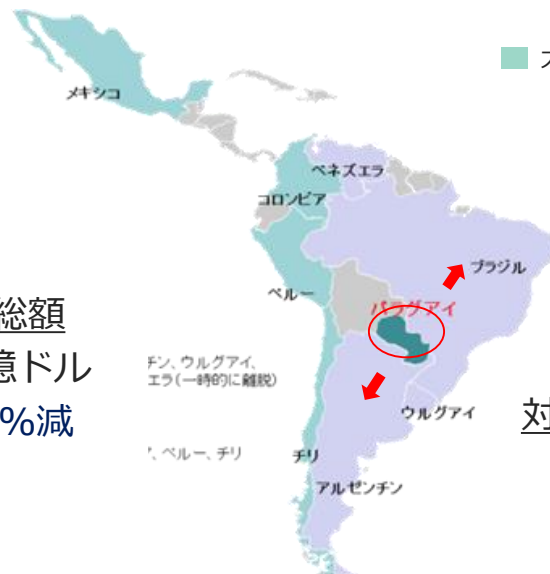 メキシコ
ベネズエラ
コロンビア
ブラジル
ペルー
パラグアイ
総額
億ドル
%減
チン、ウルグアイ、
エラ(一時的に離脱)
ウルグアイ
対
、ペルー、チリ
チリ
アルゼンチン